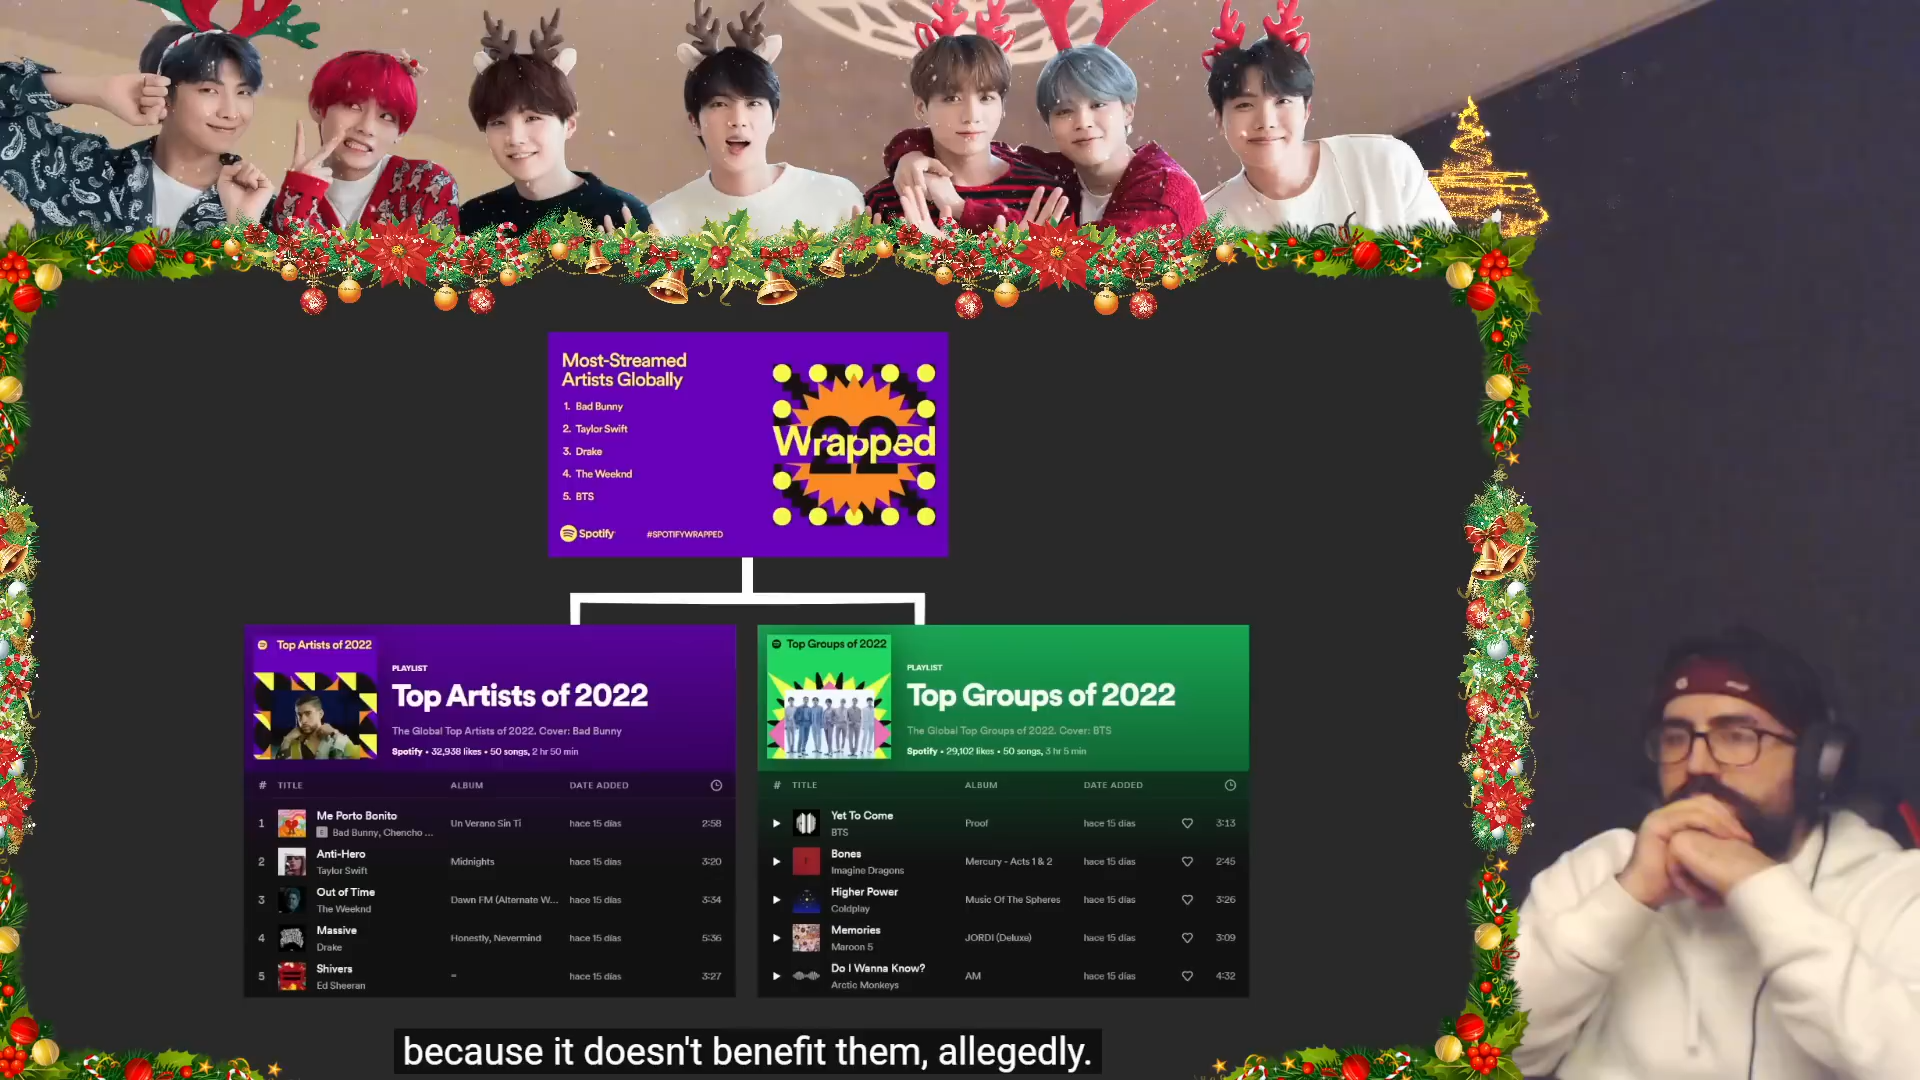 Most-Streamed
Artists Globally
1. Bad Bunny
2. Taylor Swift
3. Drake
4. The Weeknd
5. BTS
Spotify
#SPOTIFYWRAPPED
22
Wrapped
Top Artists of 2022
PLAYLIST
Top Artists of 2022
The Global Top Artists of 2022. Cover: Bad Bunny
Spotify • 32,938 likes • 50 songs, 2 hr 50 min
# TITLE ALBUM DATE ADDED
1 Me Porto Bonito Un Verano Sin Ti hace 15 días 2:58
E Bad Bunny, Chencho ...
2 Anti-Hero Midnights hace 15 días 3:20
Taylor Swift
3 Out of Time Dawn FM (Alternate W... hace 15 días 3:34
The Weeknd
4 Massive Honestly, Nevermind hace 15 días 5:36
Drake
5 Shivers = hace 15 días 3:27
Ed Sheeran
Top Groups of 2022
PLAYLIST
Top Groups of 2022
The Global Top Groups of 2022. Cover: BTS
Spotify • 29,102 likes • 50 songs, 3 hr 5 min
# TITLE ALBUM DATE ADDED
Yet To Come Proof hace 15 días 3:13
BTS
Bones Mercury - Acts 1 & 2 hace 15 días 2:45
Imagine Dragons
Higher Power Music Of The Spheres hace 15 días 3:26
Coldplay
Memories JORDI (Deluxe) hace 15 días 3:09
Maroon 5
Do I Wanna Know? AM hace 15 días 4:32
Arctic Monkeys
because it doesn't benefit them, allegedly.